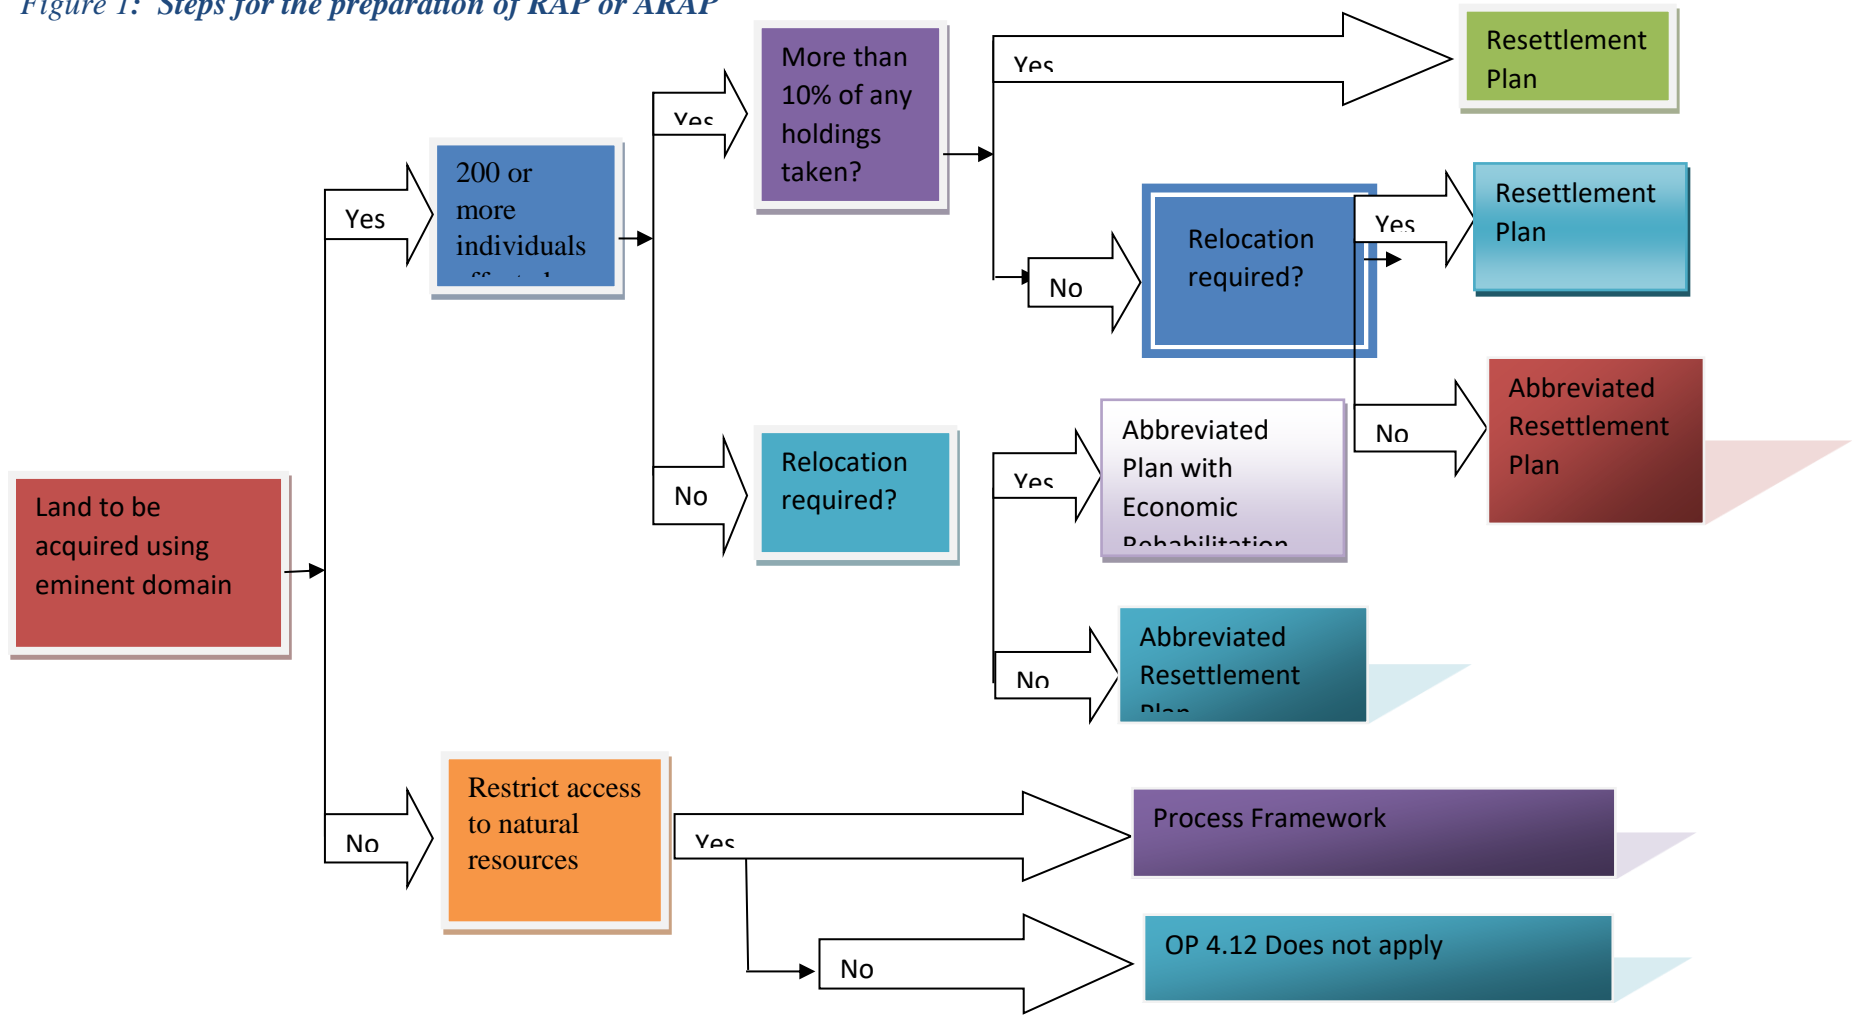 Figure 1: Steps for the preparation of RAP or ARAP
Land to be
acquired using
eminent domain
Yes
200 or
more
individuals
Yes
More than
10% of any
holdings
taken?
Yes
Resettlement
Plan
No
Relocation
required?
Yes
Resettlement
Plan
No
Abbreviated
Resettlement
Plan
No
Relocation
required?
Yes
Abbreviated
Plan with
Economic
Rehabilitation
No
Abbreviated
Resettlement
Plan
No
Restrict access
to natural
resources
Yes
Process Framework
No
OP 4.12 Does not apply